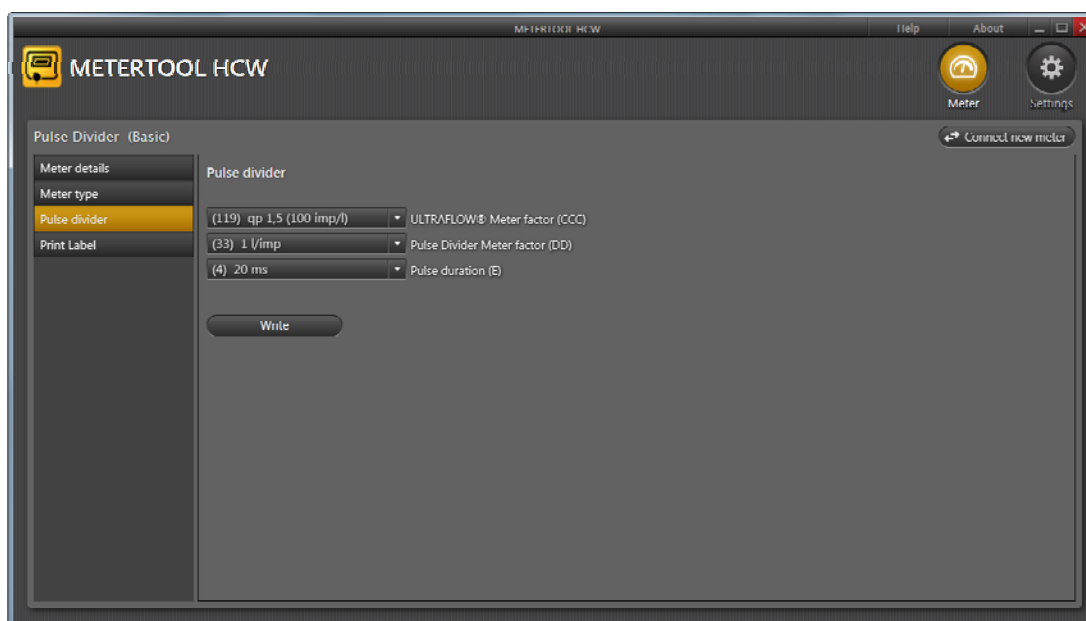 METERTOOL HCW
Help
About
METERTOOL HCW
Meter
Settings
Pulse Divider (Basic)
Connect new meter
Meter details
Meter type
Pulse divider
Print Label
Pulse divider
(119) qp 1,5 (100 imp/l) ULTRAFLOW® Meter factor (CCC)
(33) 1 l/imp Pulse Divider Meter factor (DD)
(4) 20 ms Pulse duration (E)
Write